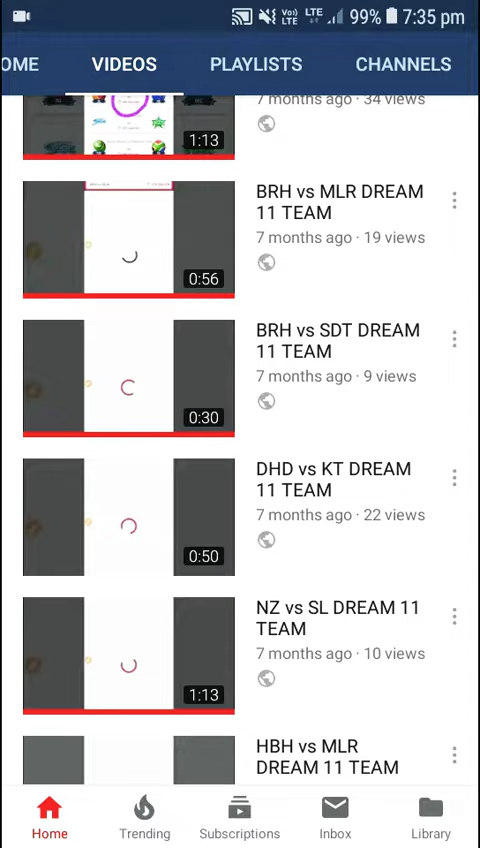 Vo)) LTE LTE 99% 7:35 pm
OME VIDEOS PLAYLISTS CHANNELS
7 months ago · 34 views
1:13
BRH vs MLR DREAM
11 TEAM
7 months ago · 19 views
0:56
BRH vs SDT DREAM
11 TEAM
7 months ago · 9 views
0:30
DHD vs KT DREAM
11 TEAM
7 months ago · 22 views
0:50
NZ vs SL DREAM 11
TEAM
7 months ago · 10 views
1:13
HBH vs MLR
DREAM 11 TEAM
Home Trending Subscriptions Inbox Library